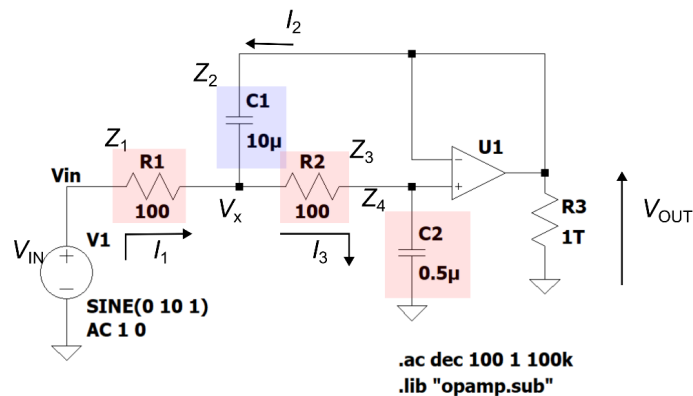 I2
Z2
C1
10µ
Z1
R1
100
Z3
R2
100
U1
−
+
Vin
Vx
Z4
VIN
V1
+
−
I1
I3
C2
0.5µ
R3
1T
VOUT
SINE(0 10 1)
AC 1 0
.ac dec 100 1 100k
.lib "opamp.sub"